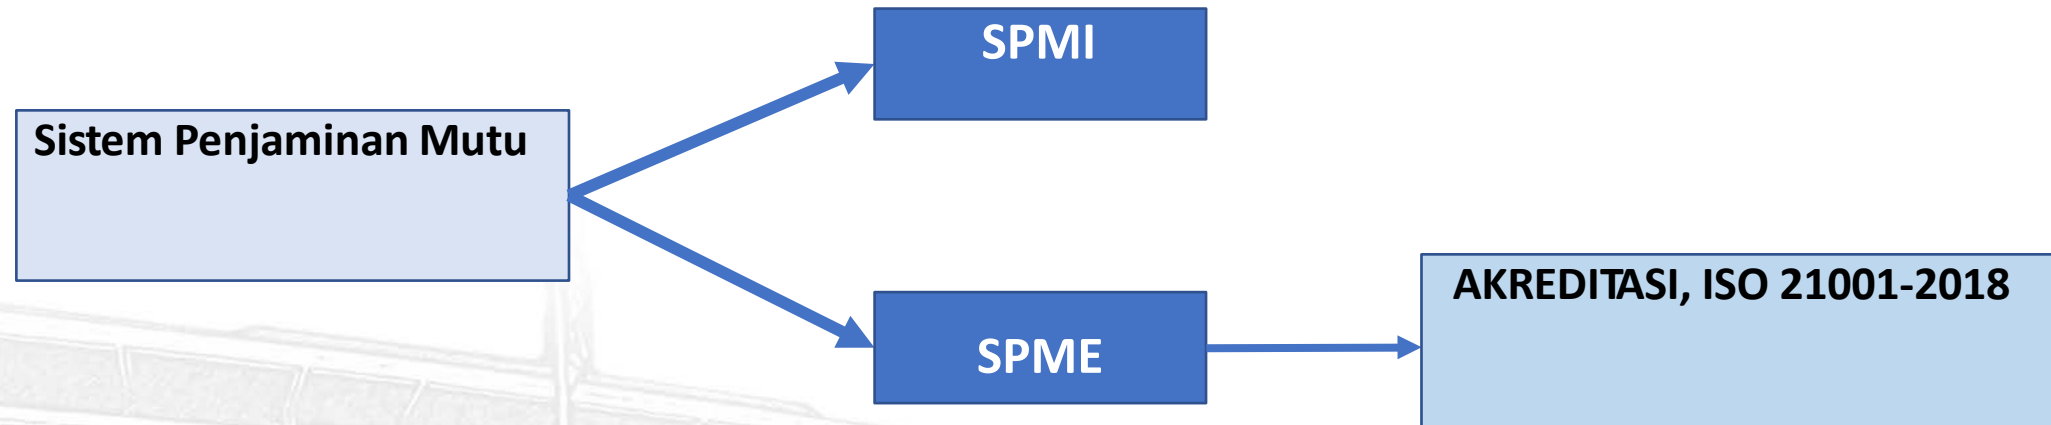 SPMI
Sistem Penjaminan Mutu
AKREDITASI, ISO 21001-2018
SPME